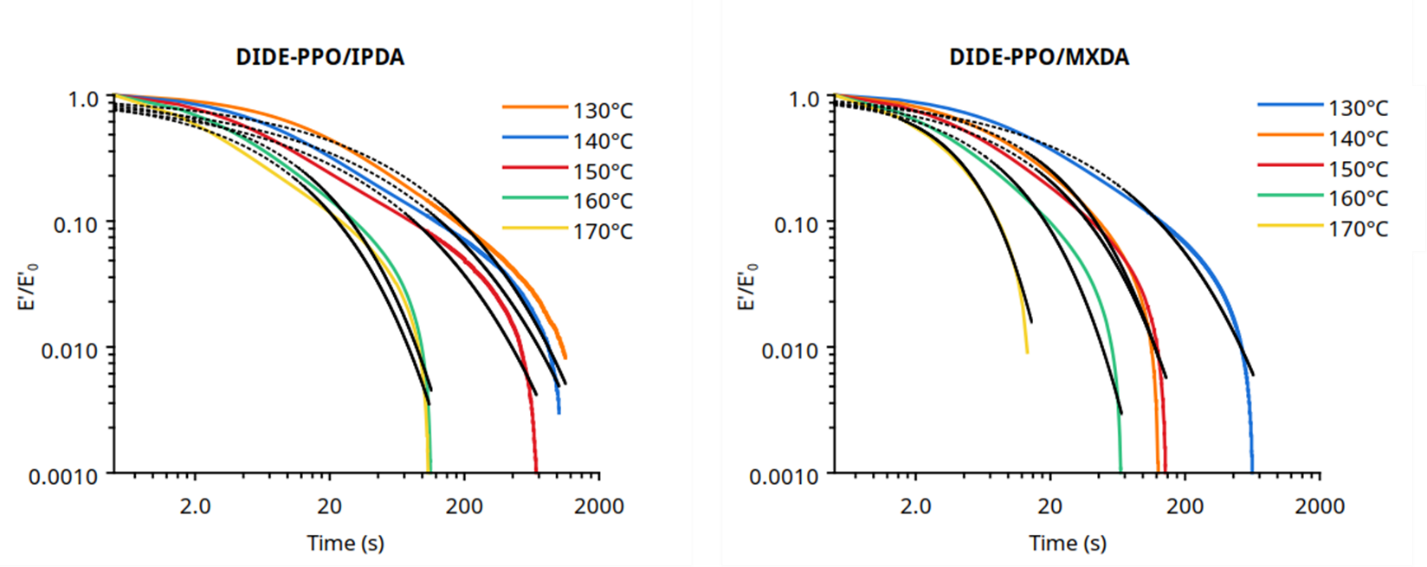 DIDE-PPO/IPDA
1.0
0.10
0.010
0.0010
E'/E'₀
2.0 20 200 2000
Time (s)
130°C
140°C
150°C
160°C
170°C
DIDE-PPO/MXDA
1.0
0.10
0.010
0.0010
E'/E'₀
2.0 20 200 2000
Time (s)
130°C
140°C
150°C
160°C
170°C